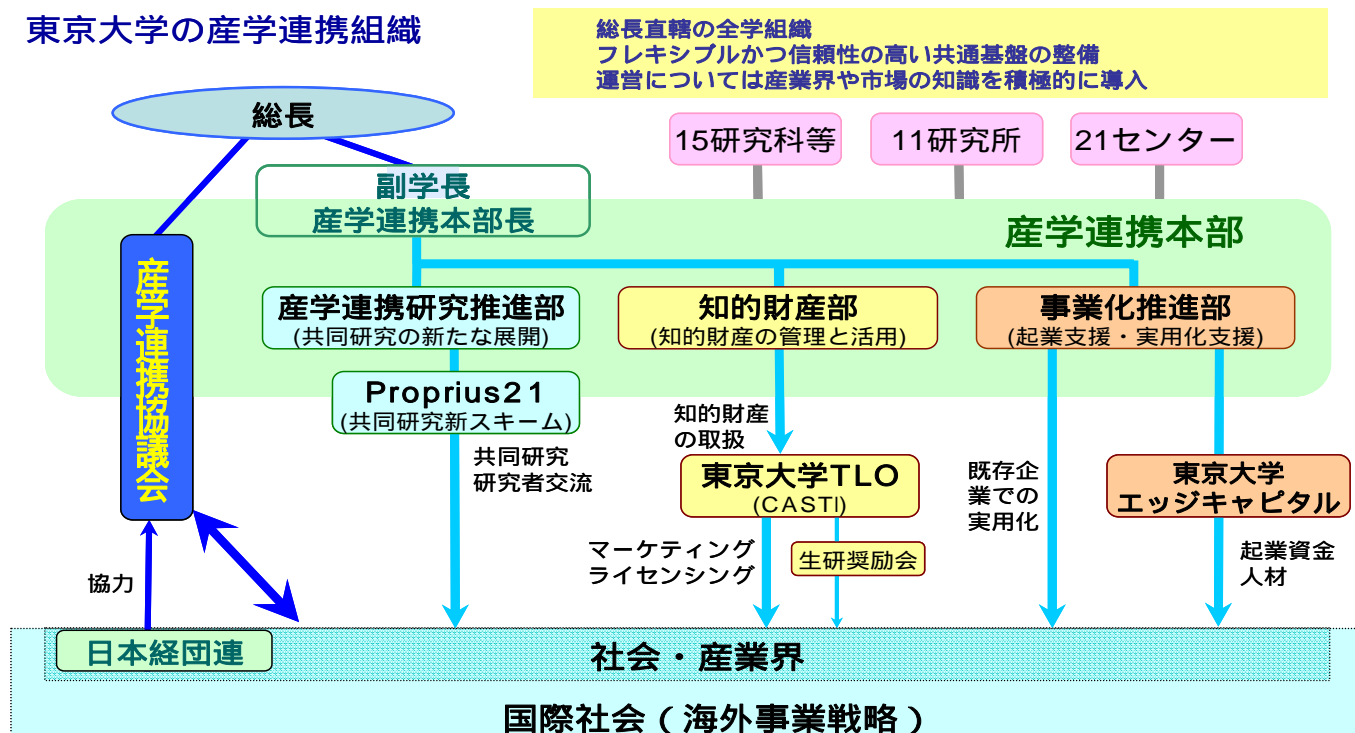 東京大学の産学連携組織
総長直轄の全学組織
フレキシブルかつ信頼性の高い共通基盤の整備
運営については産業界や市場の知識を積極的に導入
総長
15研究科等
11研究所
21センター
副学長
産学連携本部長
産学連携本部
産学連携協議会
産学連携研究推進部
(共同研究の新たな展開)
知的財産部
(知的財産の管理と活用)
事業化推進部
(起業支援・実用化支援)
Proprius21
(共同研究新スキーム)
共同研究
研究者交流
知的財産
の取扱
東京大学TLO
(CASTI)
既存企
業での
実用化
東京大学
エッジキャピタル
マーケティング
ライセンシング
生研奨励会
起業資金
人材
協力
日本経団連
社会・産業界
国際社会(海外事業戦略)